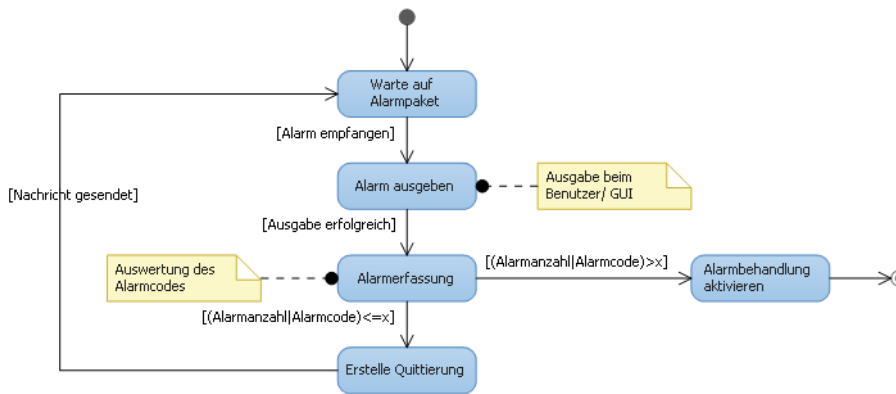 Warte auf
Alarmpaket
[Alarm empfangen]
Alarm ausgeben
Ausgabe beim
Benutzer/ GUI
[Nachricht gesendet]
[Ausgabe erfolgreich]
Auswertung des
Alarmcodes
Alarmerfassung
[(Alarmanzahl|Alarmcode)>x]
Alarmbehandlung
aktivieren
[(Alarmanzahl|Alarmcode)<=x]
Erstelle Quittierung